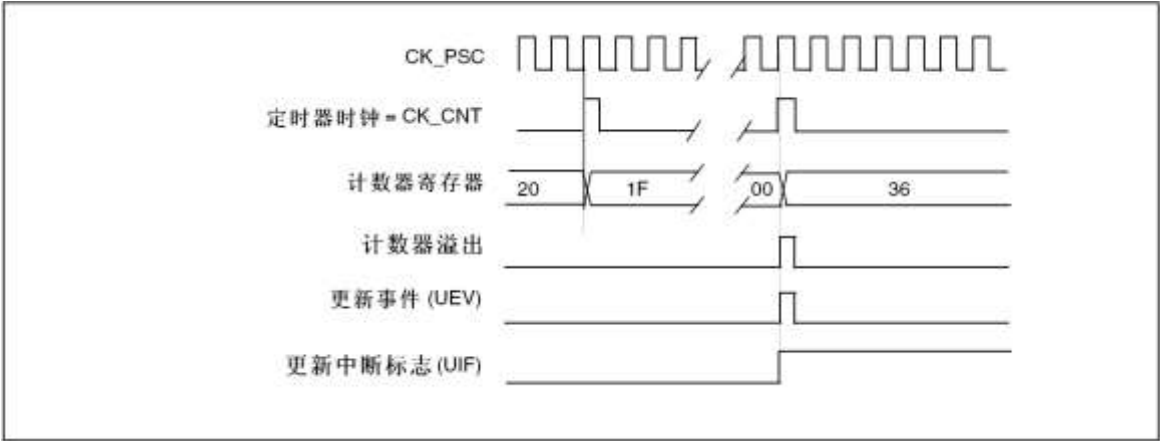 CK_PSC
定时器时钟 = CK_CNT
计数器寄存器 20 1F 00 36
计数器溢出
更新事件 (UEV)
更新中断标志 (UIF)